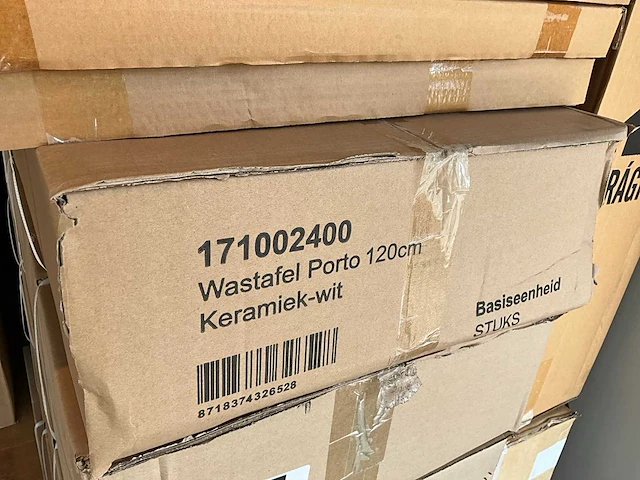 171002400
Wastafel Porto 120cm
Keramiek-wit
8718374326528
Basiseenheid
STUKS